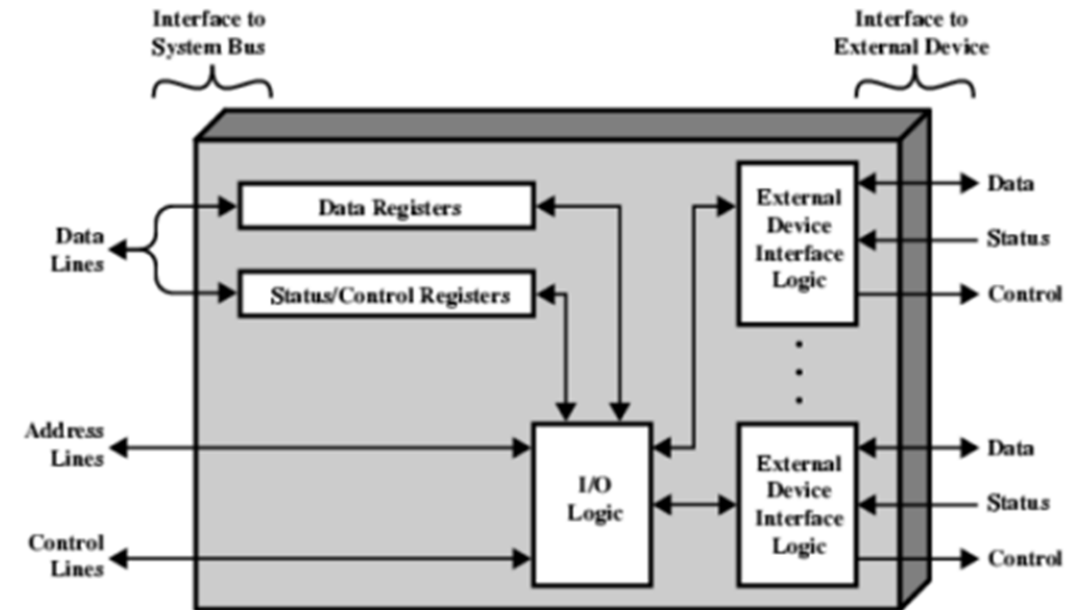 Interface to
System Bus
Interface to
External Device
Data Registers
Data
Lines
Status/Control Registers
External
Device
Interface
Logic
Data
Status
Control
Address
Lines
I/O
Logic
External
Device
Interface
Logic
Data
Status
Control
Control
Lines